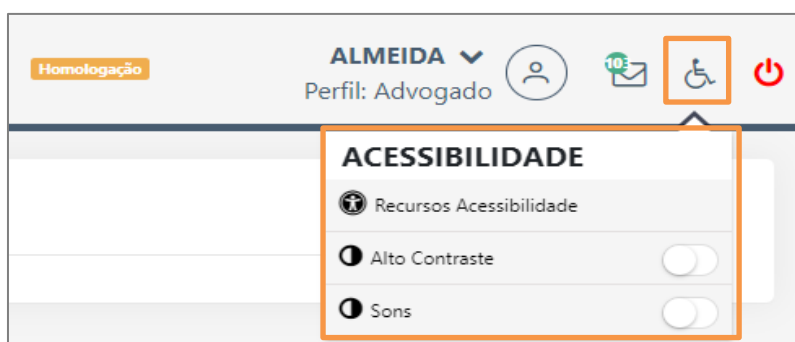 Homologação
ALMEIDA
Perfil: Advogado
103
ACESSIBILIDADE
Recursos Acessibilidade
Alto Contraste
Sons